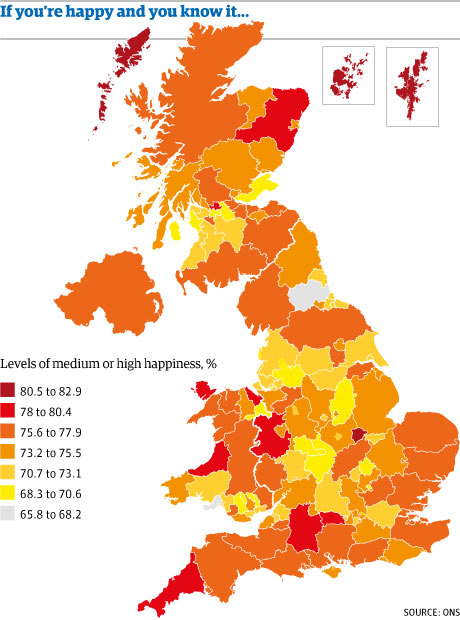 If you're happy and you know it...
Levels of medium or high happiness, %
80.5 to 82.9
78 to 80.4
75.6 to 77.9
73.2 to 75.5
70.7 to 73.1
68.3 to 70.6
65.8 to 68.2
SOURCE: ONS